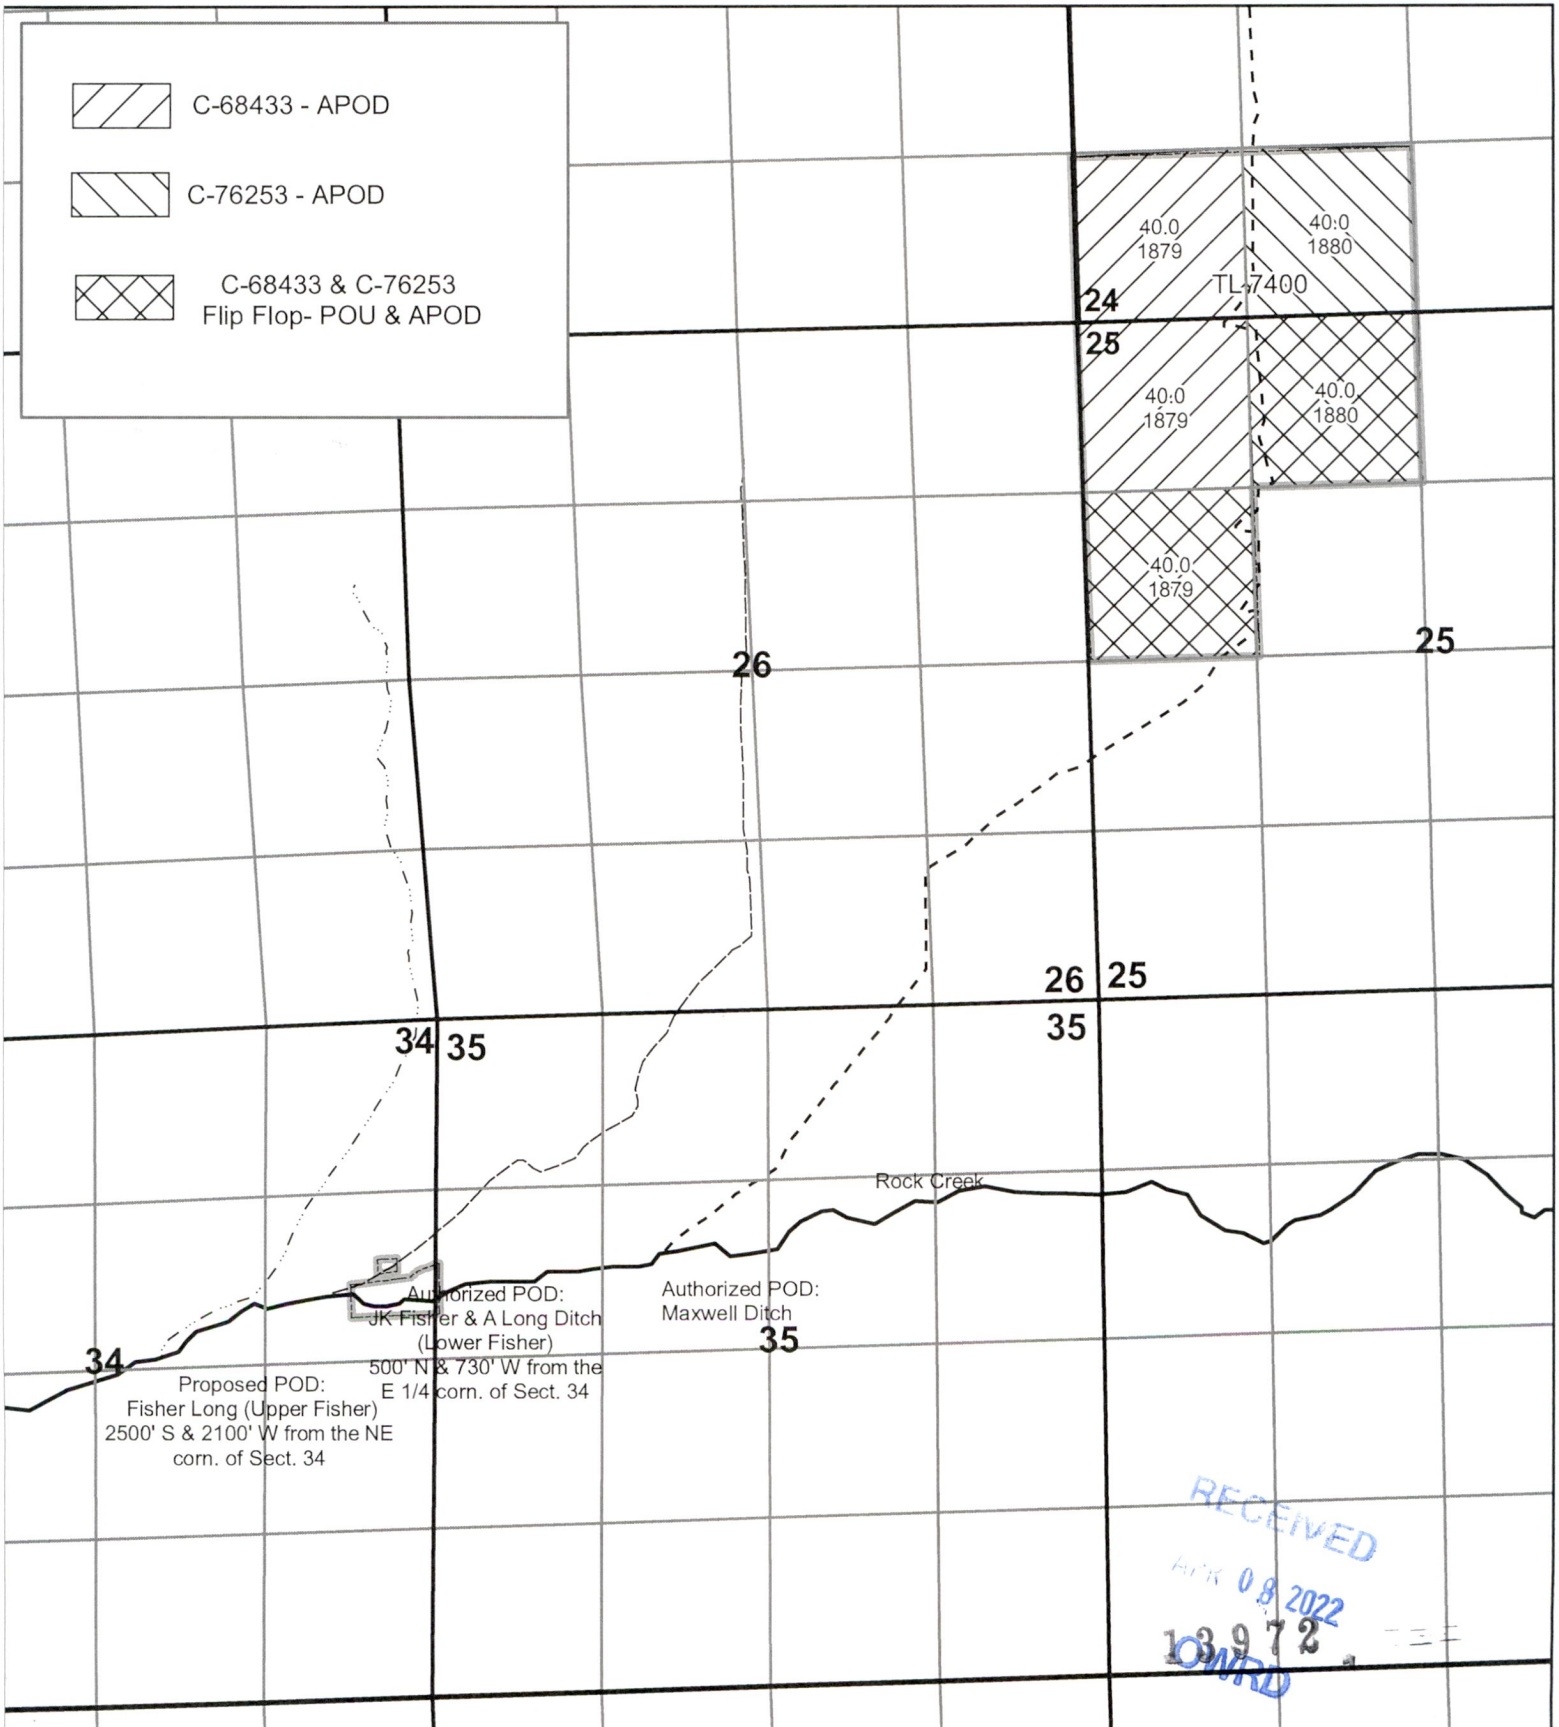 C-68433 - APOD
C-76253 - APOD
C-68433 & C-76253
Flip Flop- POU & APOD
40.0
1879
40.0
1880
TL 7400
24
25
40.0
1879
40.0
1880
40.0
1879
25
26
26 25
35
34 35
Rock Creek
Authorized POD:
JK Fisher & A Long Ditch
(Lower Fisher)
500' N & 730' W from the
E 1/4 corn. of Sect. 34
Authorized POD:
Maxwell Ditch
35
34
Proposed POD:
Fisher Long (Upper Fisher)
2500' S & 2100' W from the NE
corn. of Sect. 34
RECEIVED
APR 08 2022
13972
OWRD